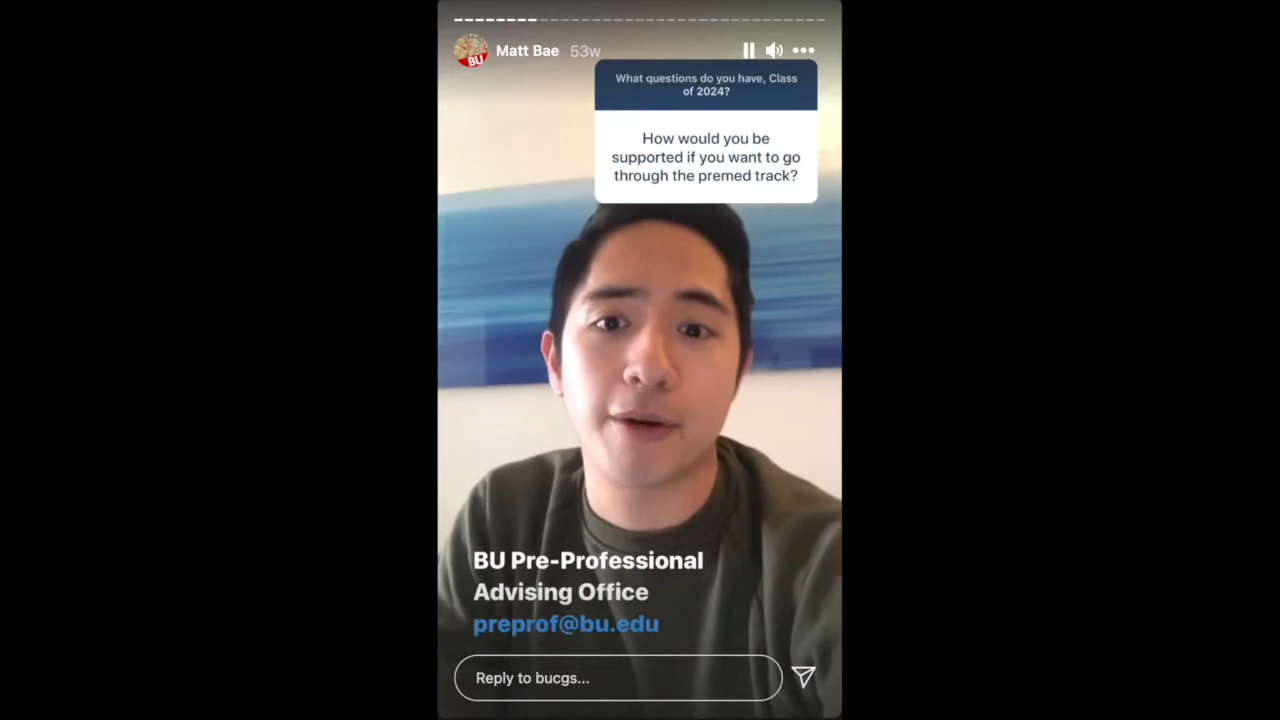 BU
Matt Bae 53w
What questions do you have, Class
of 2024?
How would you be
supported if you want to go
through the premed track?
BU Pre-Professional
Advising Office
preprof@bu.edu
Reply to bucgs...